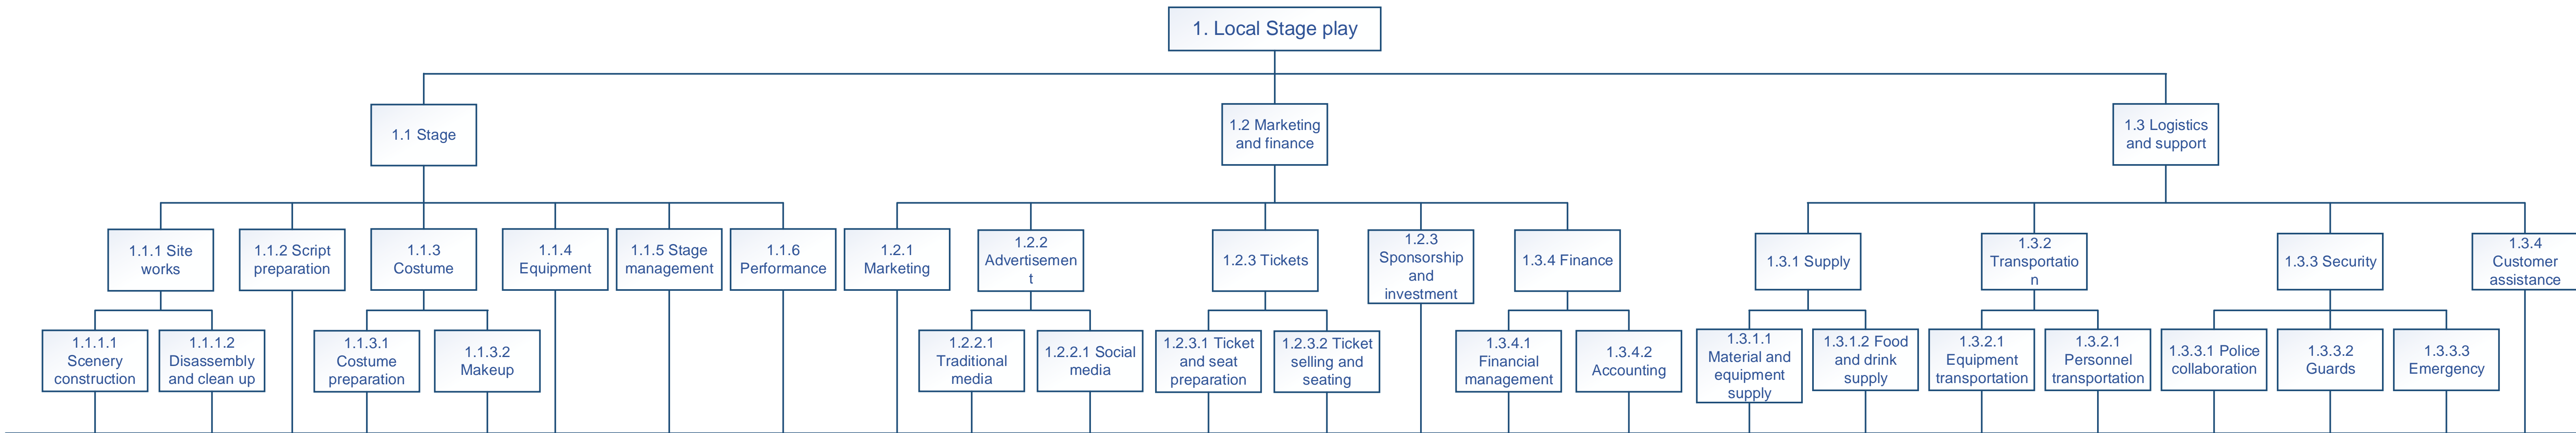 1. Local Stage play
1.1 Stage
1.2 Marketing
and finance
1.3 Logistics
and support
1.1.1 Site
works
1.1.2 Script
preparation
1.1.3
Costume
1.1.4
Equipment
1.1.5 Stage
management
1.1.6
Performance
1.2.1
Marketing
1.2.2
Advertisemen
t
1.2.3 Tickets
1.2.3
Sponsorship
and
investment
1.3.4 Finance
1.3.1 Supply
1.3.2
Transportatio
n
1.3.3 Security
1.3.4
Customer
assistance
1.1.1.1
Scenery
construction
1.1.1.2
Disassembly
and clean up
1.1.3.1
Costume
preparation
1.1.3.2
Makeup
1.2.2.1
Traditional
media
1.2.2.1 Social
media
1.2.3.1 Ticket
and seat
preparation
1.2.3.2 Ticket
selling and
seating
1.3.4.1
Financial
management
1.3.4.2
Accounting
1.3.1.1
Material and
equipment
supply
1.3.1.2 Food
and drink
supply
1.3.2.1
Equipment
transportation
1.3.2.1
Personnel
transportation
1.3.3.1 Police
collaboration
1.3.3.2
Guards
1.3.3.3
Emergency